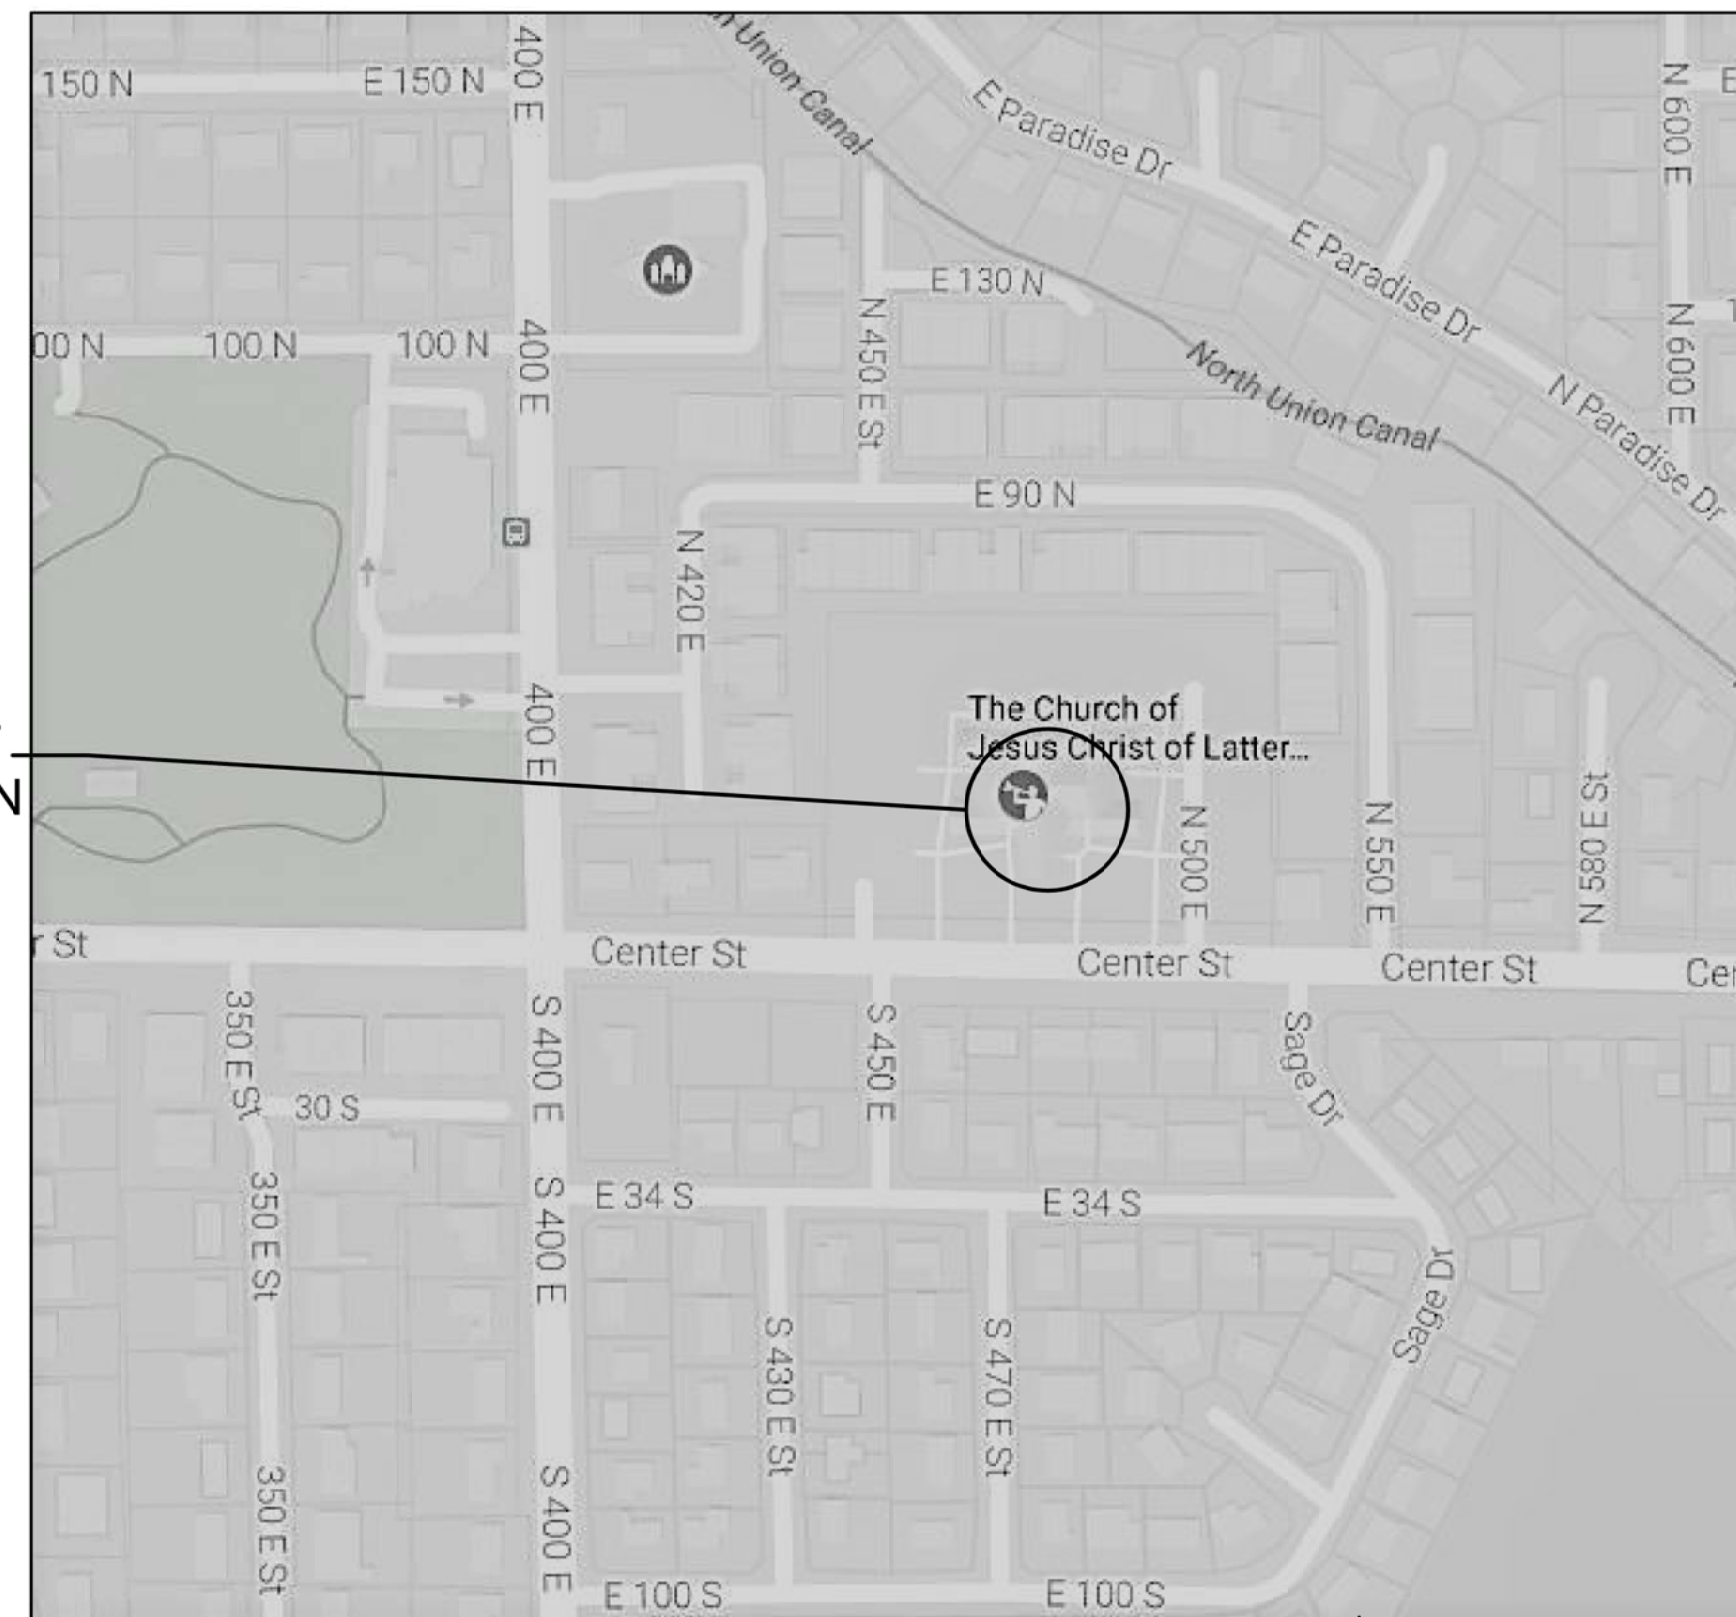 400 E
n Union Canal
150 N
E 150 N
E Paradise Dr
N 600 E
E
E Paradise Dr
E 130 N
N 450 E St
00 N
100 N
100 N
400 E
N 600 E
1
North Union Canal
N Paradise Dr
E 90 N
N 420 E
400 E
The Church of
Jesus Christ of Latter...
N
N 500 E
N 550 E
N 580 E St
r St
Center St
Center St
Center St
Cen
350 E St
S 400 E
S 450 E
Sage Dr
30 S
350 E St
S 400 E
E 34 S
E 34 S
Sage Dr
S 430 E St
S 470 E St
350 E St
S 400 E
E 100 S
E 100 S